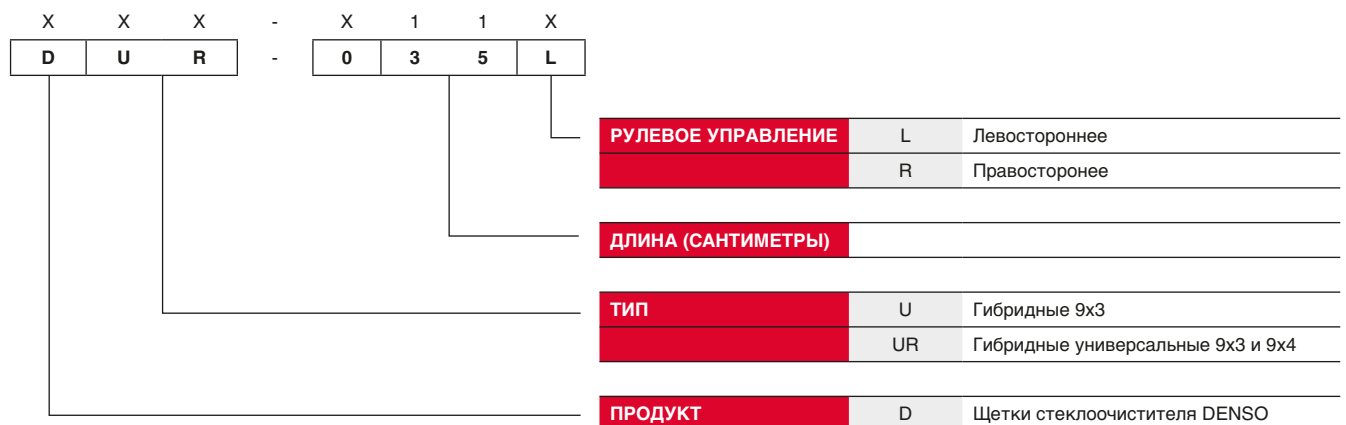 X X X - X 1 1 X
D U R - 0 3 5 L
РУЛЕВОЕ УПРАВЛЕНИЕ L Левостороннее
R Правосторонее
ДЛИНА (САНТИМЕТРЫ)
ТИП U Гибридные 9x3
UR Гибридные универсальные 9x3 и 9x4
ПРОДУКТ D Щетки стеклоочистителя DENSO